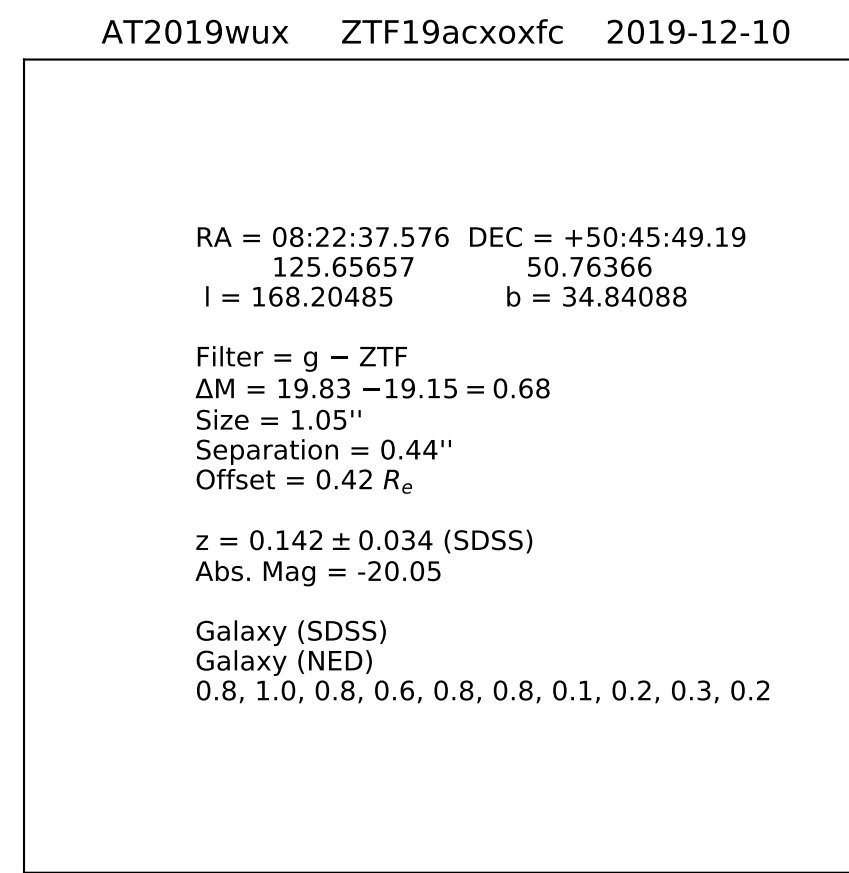 AT2019wux ZTF19acxoxfc 2019-12-10
RA = 08:22:37.576 DEC = +50:45:49.19
125.65657 50.76366
l = 168.20485 b = 34.84088
Filter = g − ZTF
ΔM = 19.83 −19.15 = 0.68
Size = 1.05''
Separation = 0.44''
Offset = 0.42 Re
z = 0.142 ± 0.034 (SDSS)
Abs. Mag = -20.05
Galaxy (SDSS)
Galaxy (NED)
0.8, 1.0, 0.8, 0.6, 0.8, 0.8, 0.1, 0.2, 0.3, 0.2